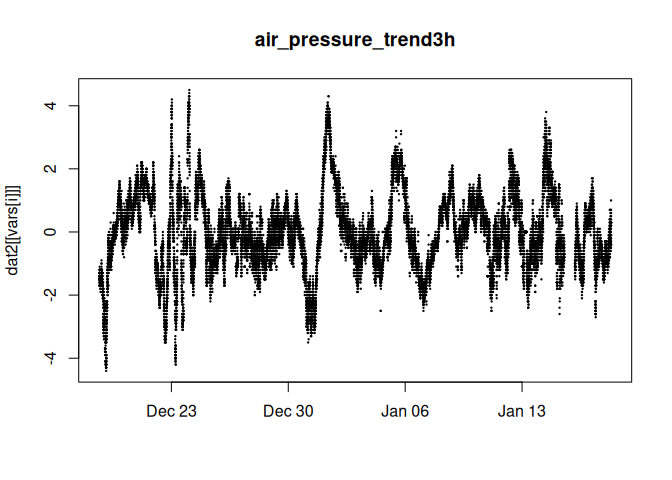 air_pressure_trend3h
dat2[[vars[i]]]
4
2
0
-2
-4
Dec 23
Dec 30
Jan 06
Jan 13